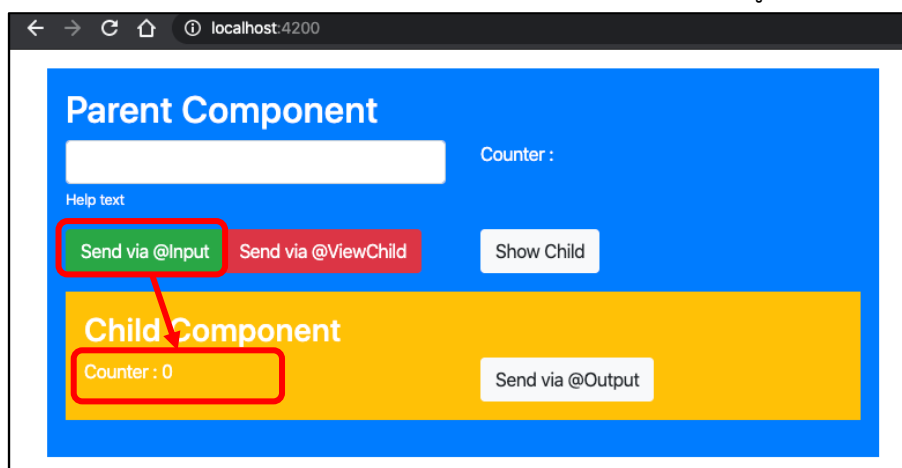 localhost:4200
Parent Component
Counter :
Help text
Send via @Input Send via @ViewChild Show Child
Child Component
Counter : 0
Send via @Output